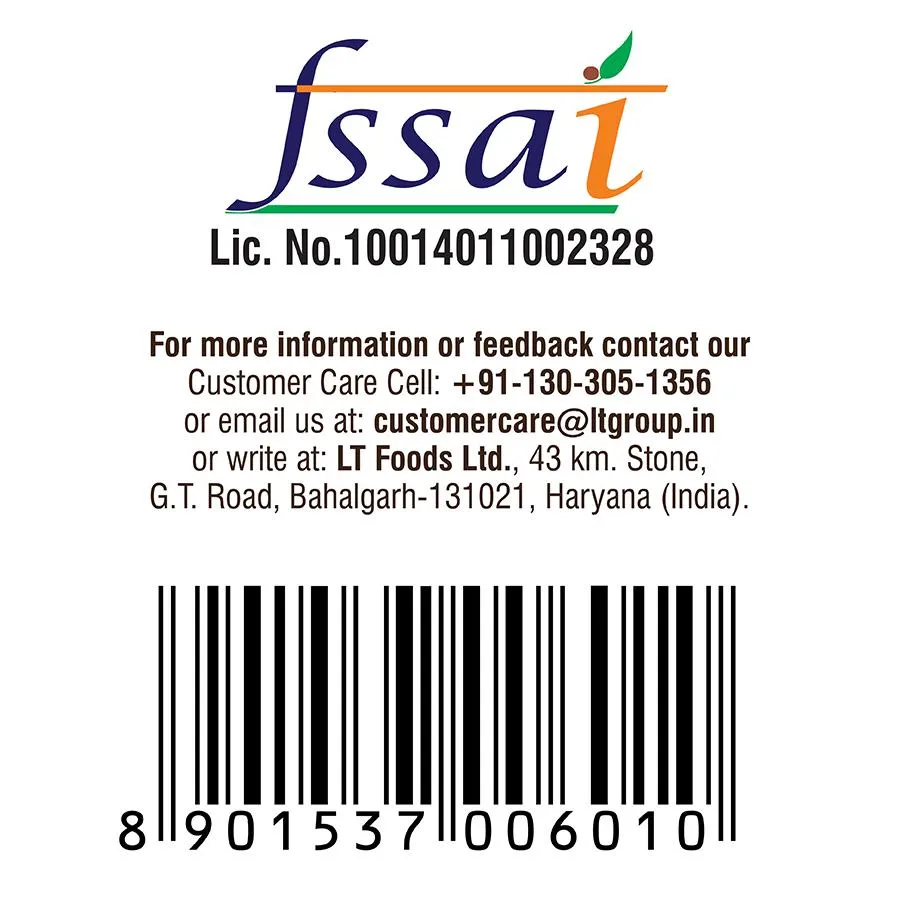 fssai
Lic. No.10014011002328
For more information or feedback contact our
Customer Care Cell: +91-130-305-1356
or email us at: customercare@ltgroup.in
or write at: LT Foods Ltd., 43 km. Stone,
G.T. Road, Bahalgarh-131021, Haryana (India).
8 901537 006010